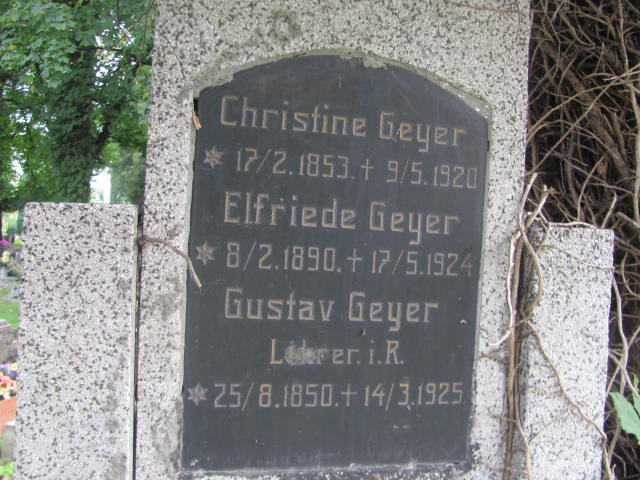 Christine Geyer
* 17/2.1853. + 9/5.1920
Elfriede Geyer
* 8/2.1890. + 17/5.1924
Gustav Geyer
Lehrer. i. R.
* 25/8.1850. + 14/3.1925.